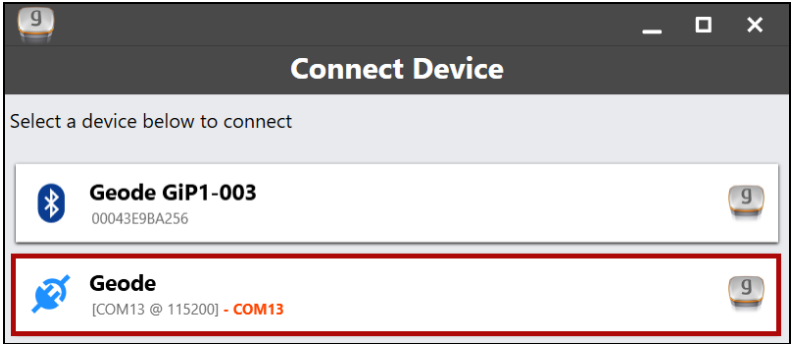 g
Connect Device
Select a device below to connect
Geode GiP1-003
00043E9BA256
g
Geode
[COM13 @ 115200] - COM13
g